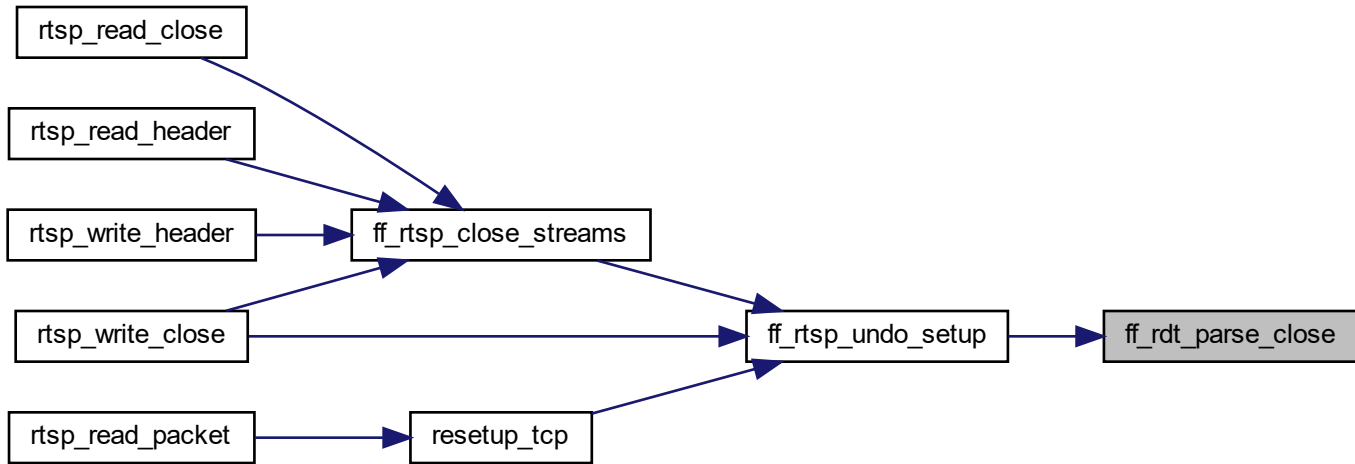 rtsp_read_close
rtsp_read_header
rtsp_write_header
ff_rtsp_close_streams
rtsp_write_close
ff_rtsp_undo_setup
ff_rdt_parse_close
rtsp_read_packet
resetup_tcp